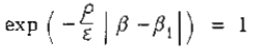 exp ( − ρ/ε | β − β₁ | ) = 1